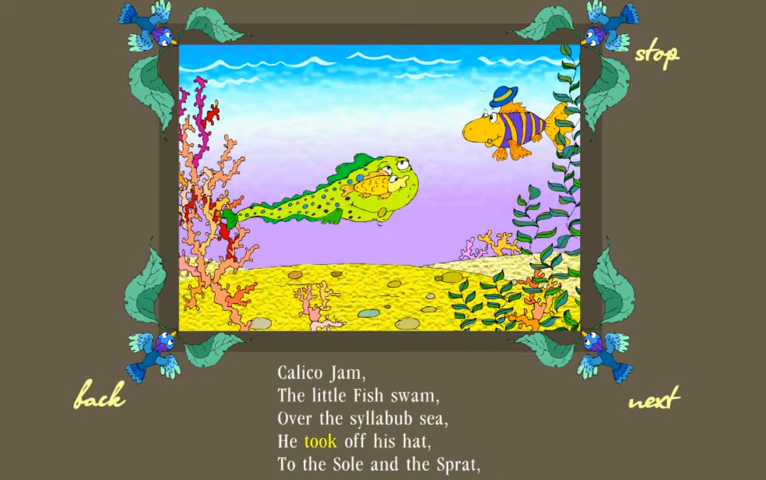 stop
Calico Jam,
The little Fish swam,
Over the syllabub sea,
He took off his hat,
To the Sole and the Sprat,
back
next